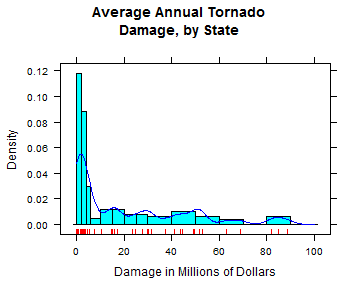 Average Annual Tornado
Damage, by State
0.12
0.10
0.08
0.06
0.04
0.02
0.00
Density
0 20 40 60 80 100
Damage in Millions of Dollars